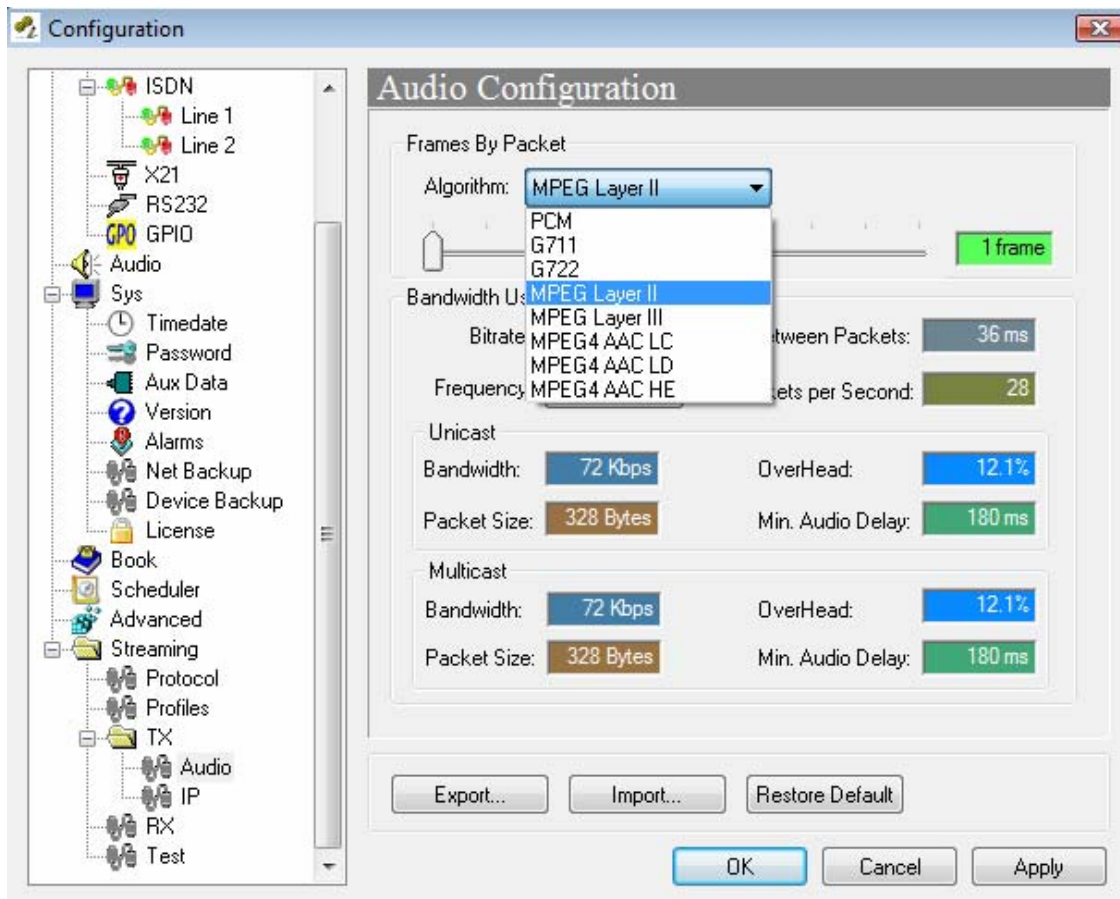 Configuration
ISDN
Line 1
Line 2
X21
RS232
GPO GPIO
Audio
Sys
Timedate
Password
Aux Data
Version
Alarms
Net Backup
Device Backup
License
Book
Scheduler
Advanced
Streaming
Protocol
Profiles
TX
Audio
IP
RX
Test
Audio Configuration
Frames By Packet
Algorithm: MPEG Layer II
PCM
G711
G722
MPEG Layer II
MPEG Layer III
MPEG4 AAC LC
MPEG4 AAC LD
MPEG4 AAC HE
1 frame
Bandwidth
Bitrate
Packets: 36 ms
Frequency
per Second: 28
Unicast
Bandwidth: 72 Kbps OverHead: 12.1%
Packet Size: 328 Bytes Min. Audio Delay: 180 ms
Multicast
Bandwidth: 72 Kbps OverHead: 12.1%
Packet Size: 328 Bytes Min. Audio Delay: 180 ms
Export... Import... Restore Default
OK Cancel Apply